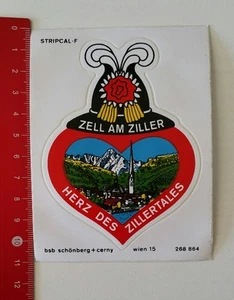 STRIPCAL-F
ZELL AM ZILLER
HERZ DES ZILLERTALES
bsb schönberg+cerny wien 15 268 864